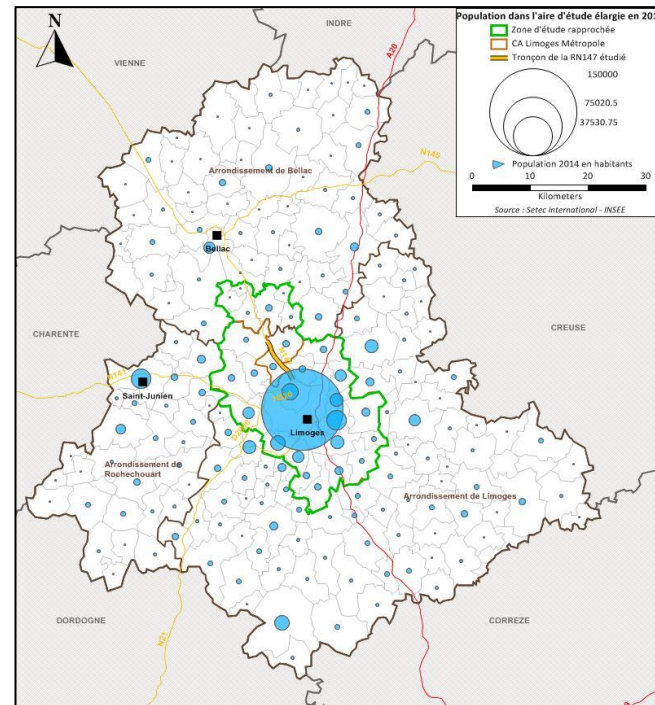 N
INDRE
VIENNE
A20
Population dans l'aire d'étude élargie en 201
Zone d'étude rapprochée
CA Limoges Métropole
Tronçon de la RN147 étudié
150000
75020.5
37530.75
Population 2014 en habitants
0 10 20 30
Kilometers
Source : Setec international - INSEE
N145
Arrondissement de Bellac
Bellac
CHARENTE
CREUSE
N141
Saint-Junien
N520
Limoges
Arrondissement de
Rochechouart
Arrondissement de Limoges
DORDOGNE
N21
CORREZE